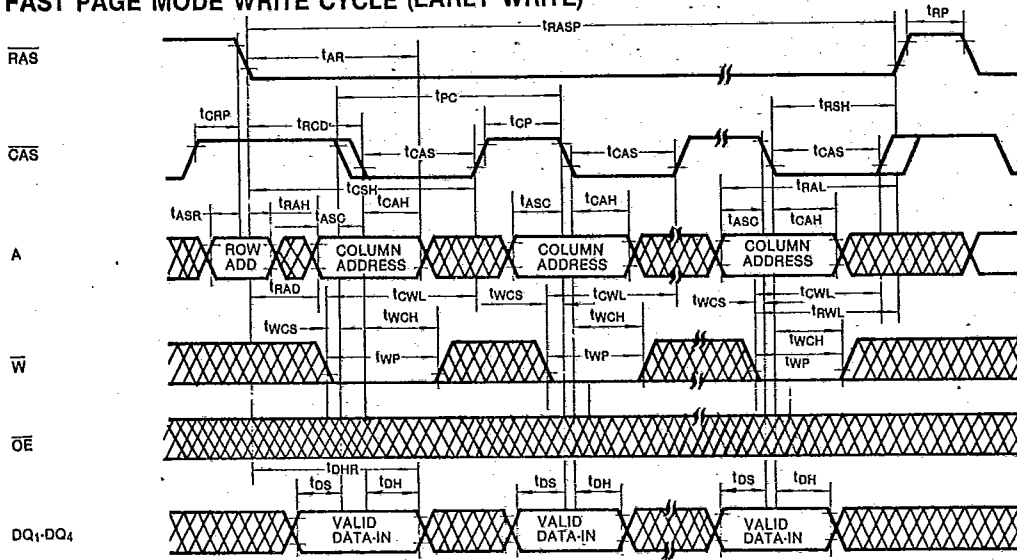 FAST PAGE MODE WRITE CYCLE (EARLY WRITE)
tRASP
tRP
RAS
tAR
tPC
tRSH
tCRP
tRCD
tCP
CAS
tCAS
tCAS
tCAS
tCSH
tRAL
tASR
tRAH
tASC
tCAH
tASC
tCAH
tASC
tCAH
A
ROW ADD
COLUMN ADDRESS
COLUMN ADDRESS
COLUMN ADDRESS
tRAD
tCWL
tWCS
tCWL
tWCS
tCWL
tRWL
tWCS
tWCH
tWCH
tWCH
W
tWP
tWP
tWP
OE
tDHR
tDS
tDH
tDS
tDH
tDS
tDH
DQ1-DQ4
VALID DATA-IN
VALID DATA-IN
VALID DATA-IN